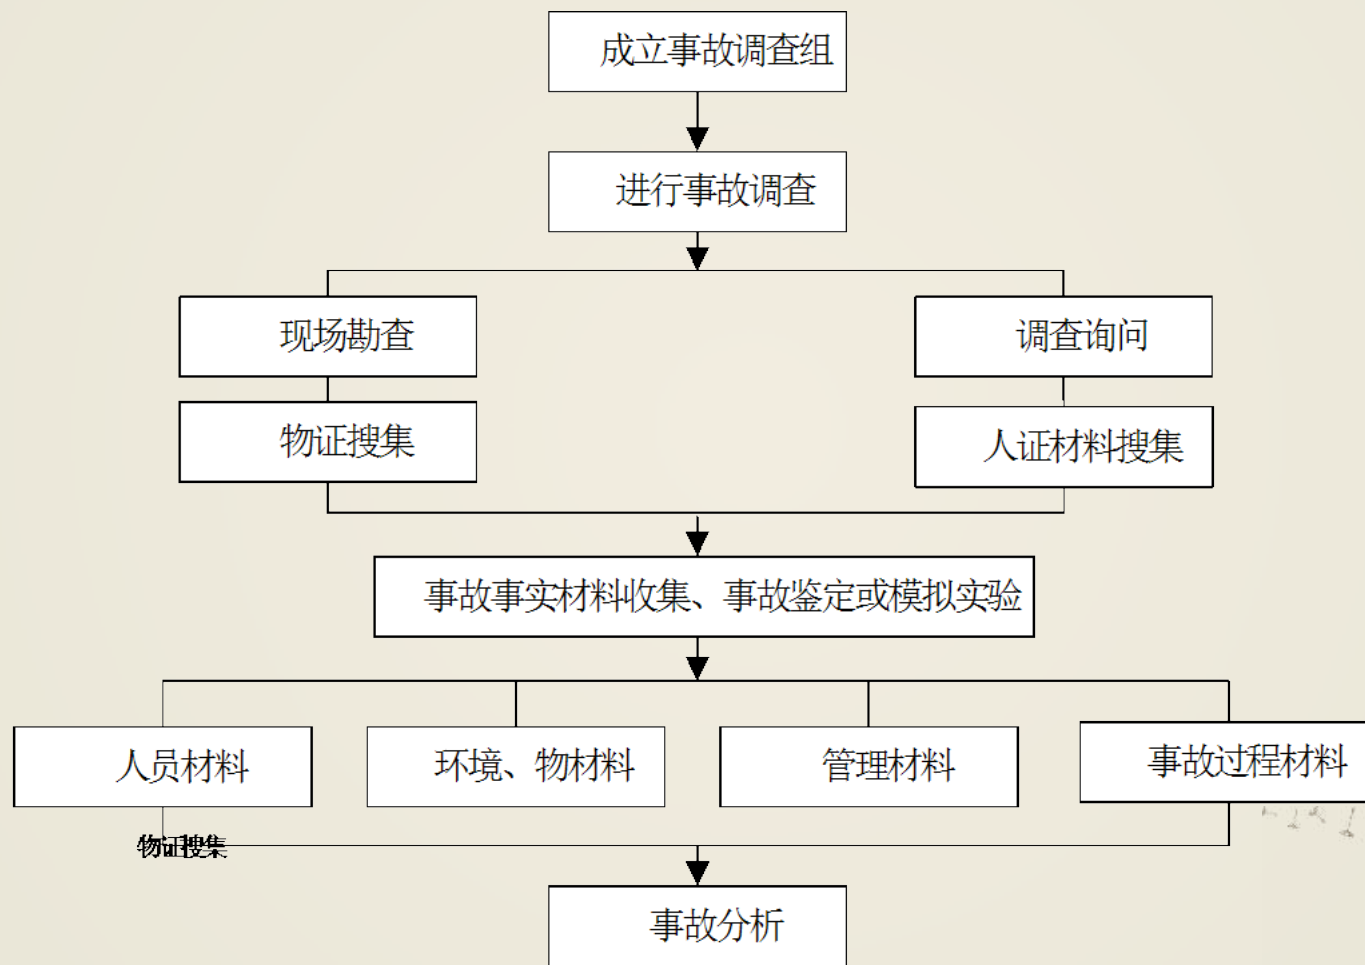 成立事故调查组
进行事故调查
现场勘查
调查询问
物证搜集
人证材料搜集
事故事实材料收集、事故鉴定或模拟实验
人员材料
环境、物材料
管理材料
事故过程材料
物证搜集
事故分析